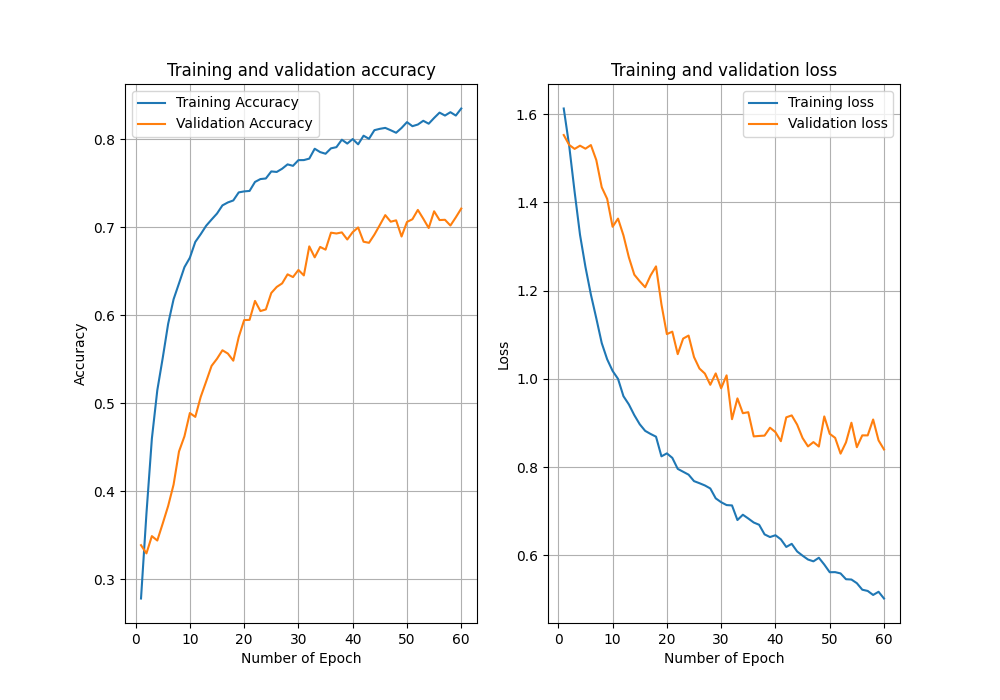 Training and validation accuracy
Training Accuracy
Validation Accuracy
Accuracy
0.8
0.7
0.6
0.5
0.4
0.3
0 10 20 30 40 50 60
Number of Epoch
Training and validation loss
Training loss
Validation loss
Loss
1.6
1.4
1.2
1.0
0.8
0.6
0 10 20 30 40 50 60
Number of Epoch